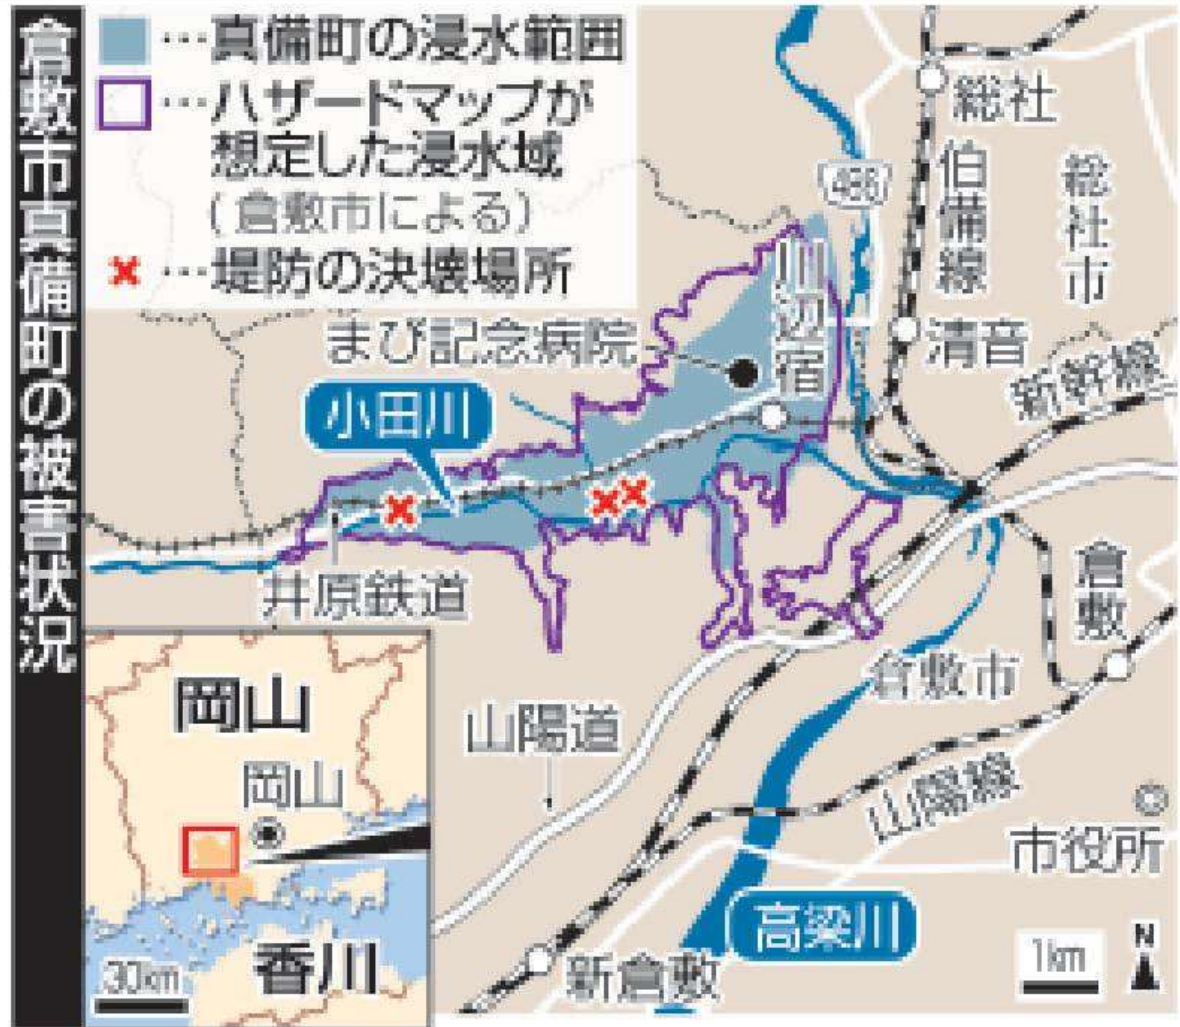 倉敷市真備町の被害状況
…真備町の浸水範囲
…ハザードマップが
想定した浸水域
(倉敷市による)
…堤防の決壊場所
総社
486
伯備線
総社市
川辺宿
まび記念病院
清音
新幹線
小田川
井原鉄道
倉敷
倉敷市
山陽道
山陽線
市役所
高梁川
新倉敷
1km
N
岡山
岡山
香川
30km